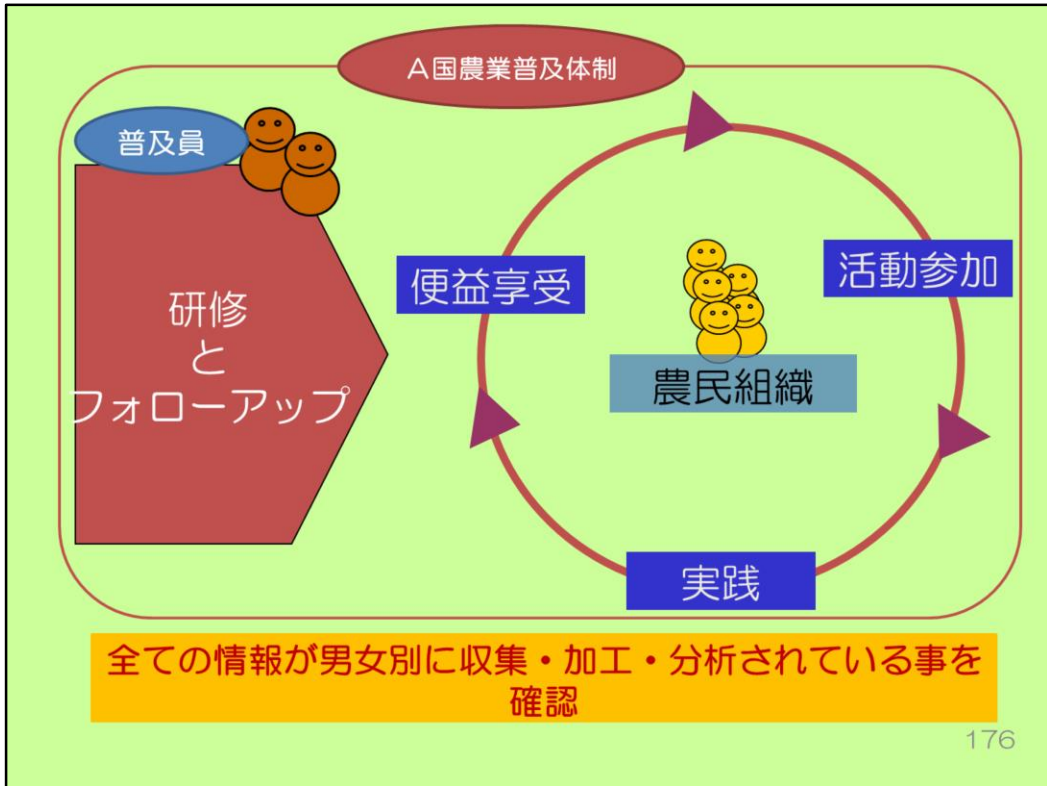 A国農業普及体制
普及員
研修
と
フォローアップ
便益享受
活動参加
農民組織
実践
全ての情報が男女別に収集・加工・分析されている事を
確認
176